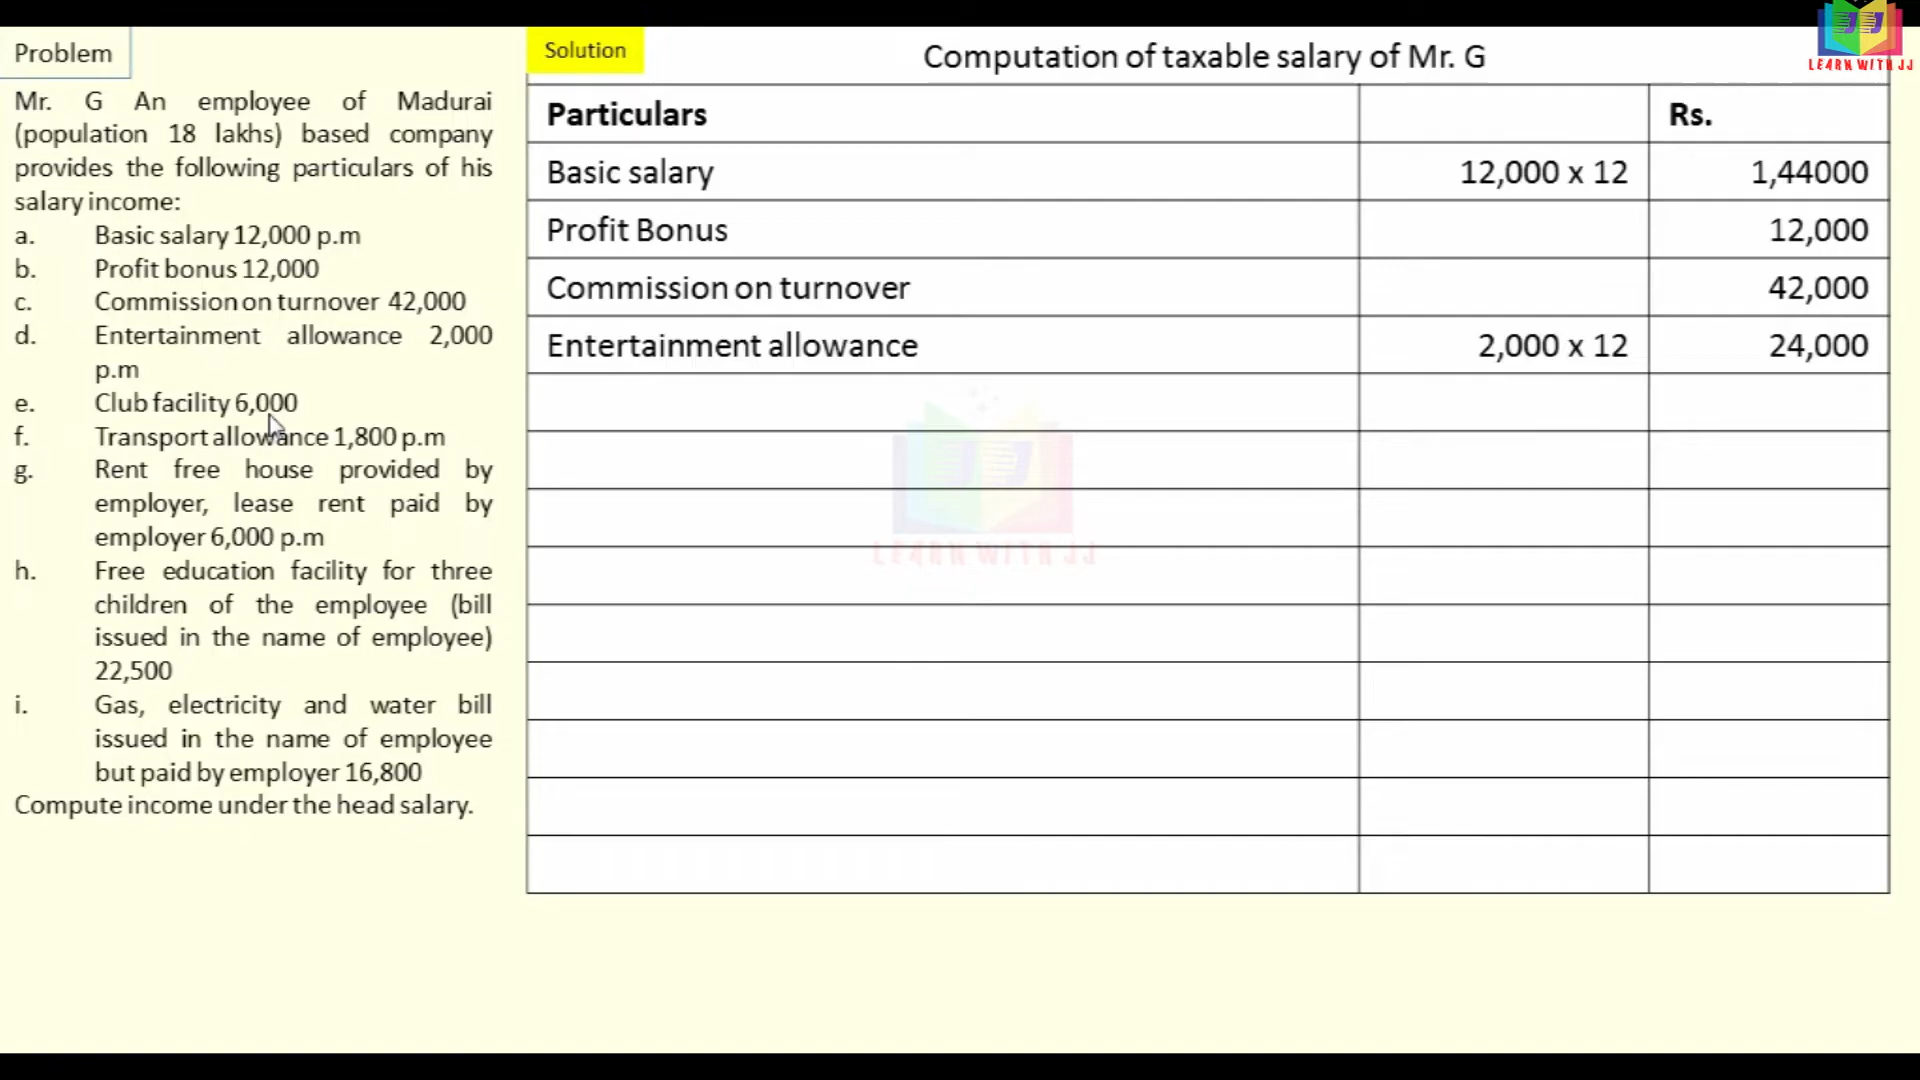 Problem
Mr. G An employee of Madurai
(population 18 lakhs) based company
provides the following particulars of his
salary income:
a. Basic salary 12,000 p.m
b. Profit bonus 12,000
c. Commission on turnover 42,000
d. Entertainment allowance 2,000
p.m
e. Club facility 6,000
f. Transport allowance 1,800 p.m
g. Rent free house provided by
employer, lease rent paid by
employer 6,000 p.m
h. Free education facility for three
children of the employee (bill
issued in the name of employee)
22,500
i. Gas, electricity and water bill
issued in the name of employee
but paid by employer 16,800
Compute income under the head salary.
Solution
Computation of taxable salary of Mr. G
Particulars Rs.
Basic salary 12,000 x 12 1,44000
Profit Bonus 12,000
Commission on turnover 42,000
Entertainment allowance 2,000 x 12 24,000
JJ
LEARN WITH JJ
JJ
LEARN WITH JJ